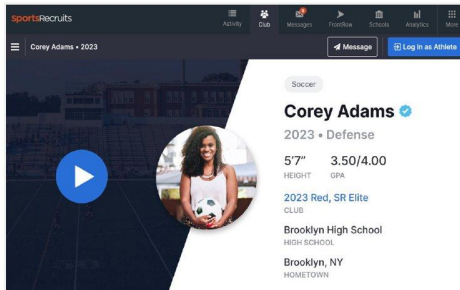 SportsRecruits
Activity
Club
Messages
FrontRow
Schools
Analytics
More
Corey Adams • 2023
Message
Log In as Athlete
Soccer
Corey Adams
2023 • Defense
5'7" 3.50/4.00
HEIGHT GPA
2023 Red, SR Elite
CLUB
Brooklyn High School
HIGH SCHOOL
Brooklyn, NY
HOMETOWN